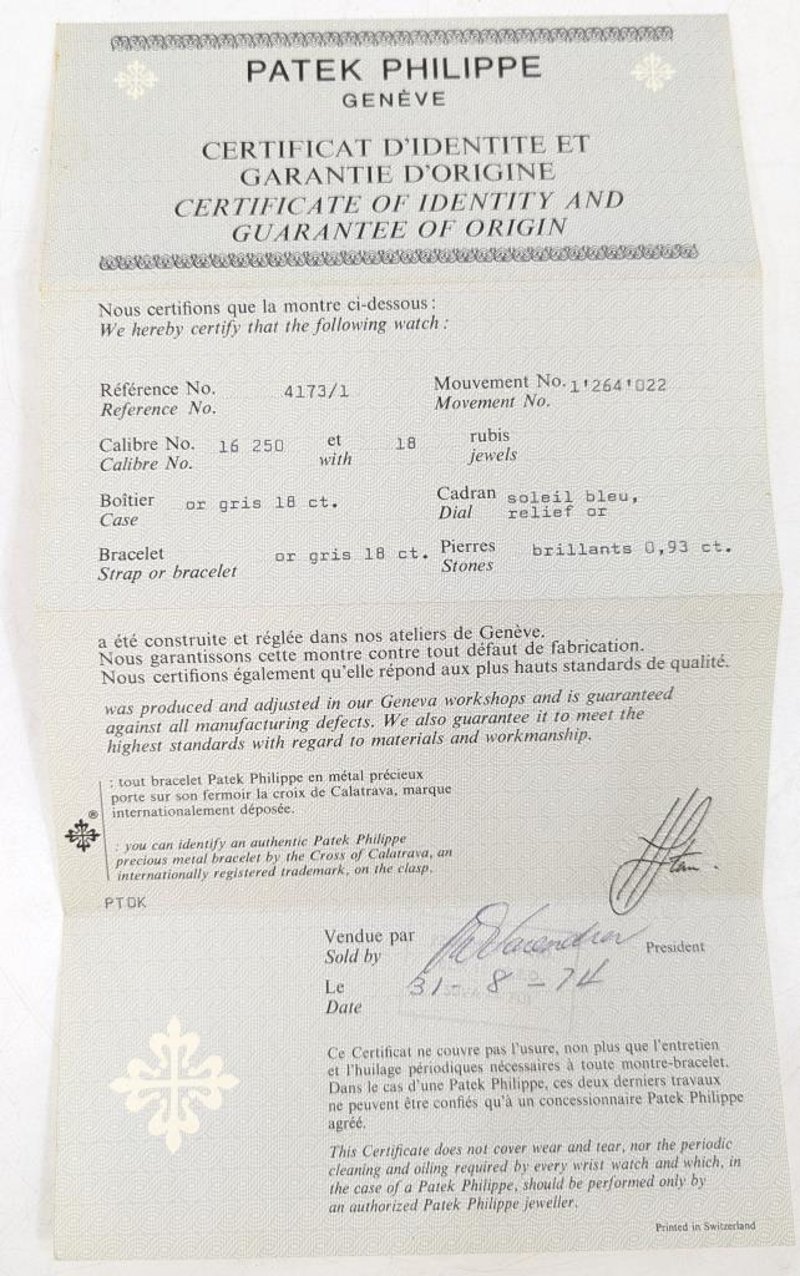 PATEK PHILIPPE
GENÈVE
CERTIFICAT D'IDENTITE ET
GARANTIE D'ORIGINE
CERTIFICATE OF IDENTITY AND
GUARANTEE OF ORIGIN
Nous certifions que la montre ci-dessous :
We hereby certify that the following watch :
Référence No. 4173/1 Mouvement No. 1'264'022
Reference No. Movement No.
Calibre No. 16 250 et 18 rubis
Calibre No. with jewels
Boîtier or gris 18 ct. Cadran soleil bleu,
Case Dial relief or
Bracelet or gris 18 ct. Pierres brillants 0,93 ct.
Strap or bracelet Stones
a été construite et réglée dans nos ateliers de Genève.
Nous garantissons cette montre contre tout défaut de fabrication.
Nous certifions également qu'elle répond aux plus hauts standards de qualité.
was produced and adjusted in our Geneva workshops and is guaranteed
against all manufacturing defects. We also guarantee it to meet the
highest standards with regard to materials and workmanship.
: tout bracelet Patek Philippe en métal précieux
porte sur son fermoir la croix de Calatrava, marque
internationalement déposée.
®
: you can identify an authentic Patek Philippe
precious metal bracelet by the Cross of Calatrava, an
internationally registered trademark, on the clasp.
PTOK
Vendue par President
Sold by
Le 31 - 8 - 74
Date
Ce Certificat ne couvre pas l'usure, non plus que l'entretien
et l'huilage périodiques nécessaires à toute montre-bracelet.
Dans le cas d'une Patek Philippe, ces deux derniers travaux
ne peuvent être confiés qu'à un concessionnaire Patek Philippe
agréé.
This Certificate does not cover wear and tear, nor the periodic
cleaning and oiling required by every wrist watch and which, in
the case of a Patek Philippe, should be performed only by
an authorized Patek Philippe jeweller.
Printed in Switzerland